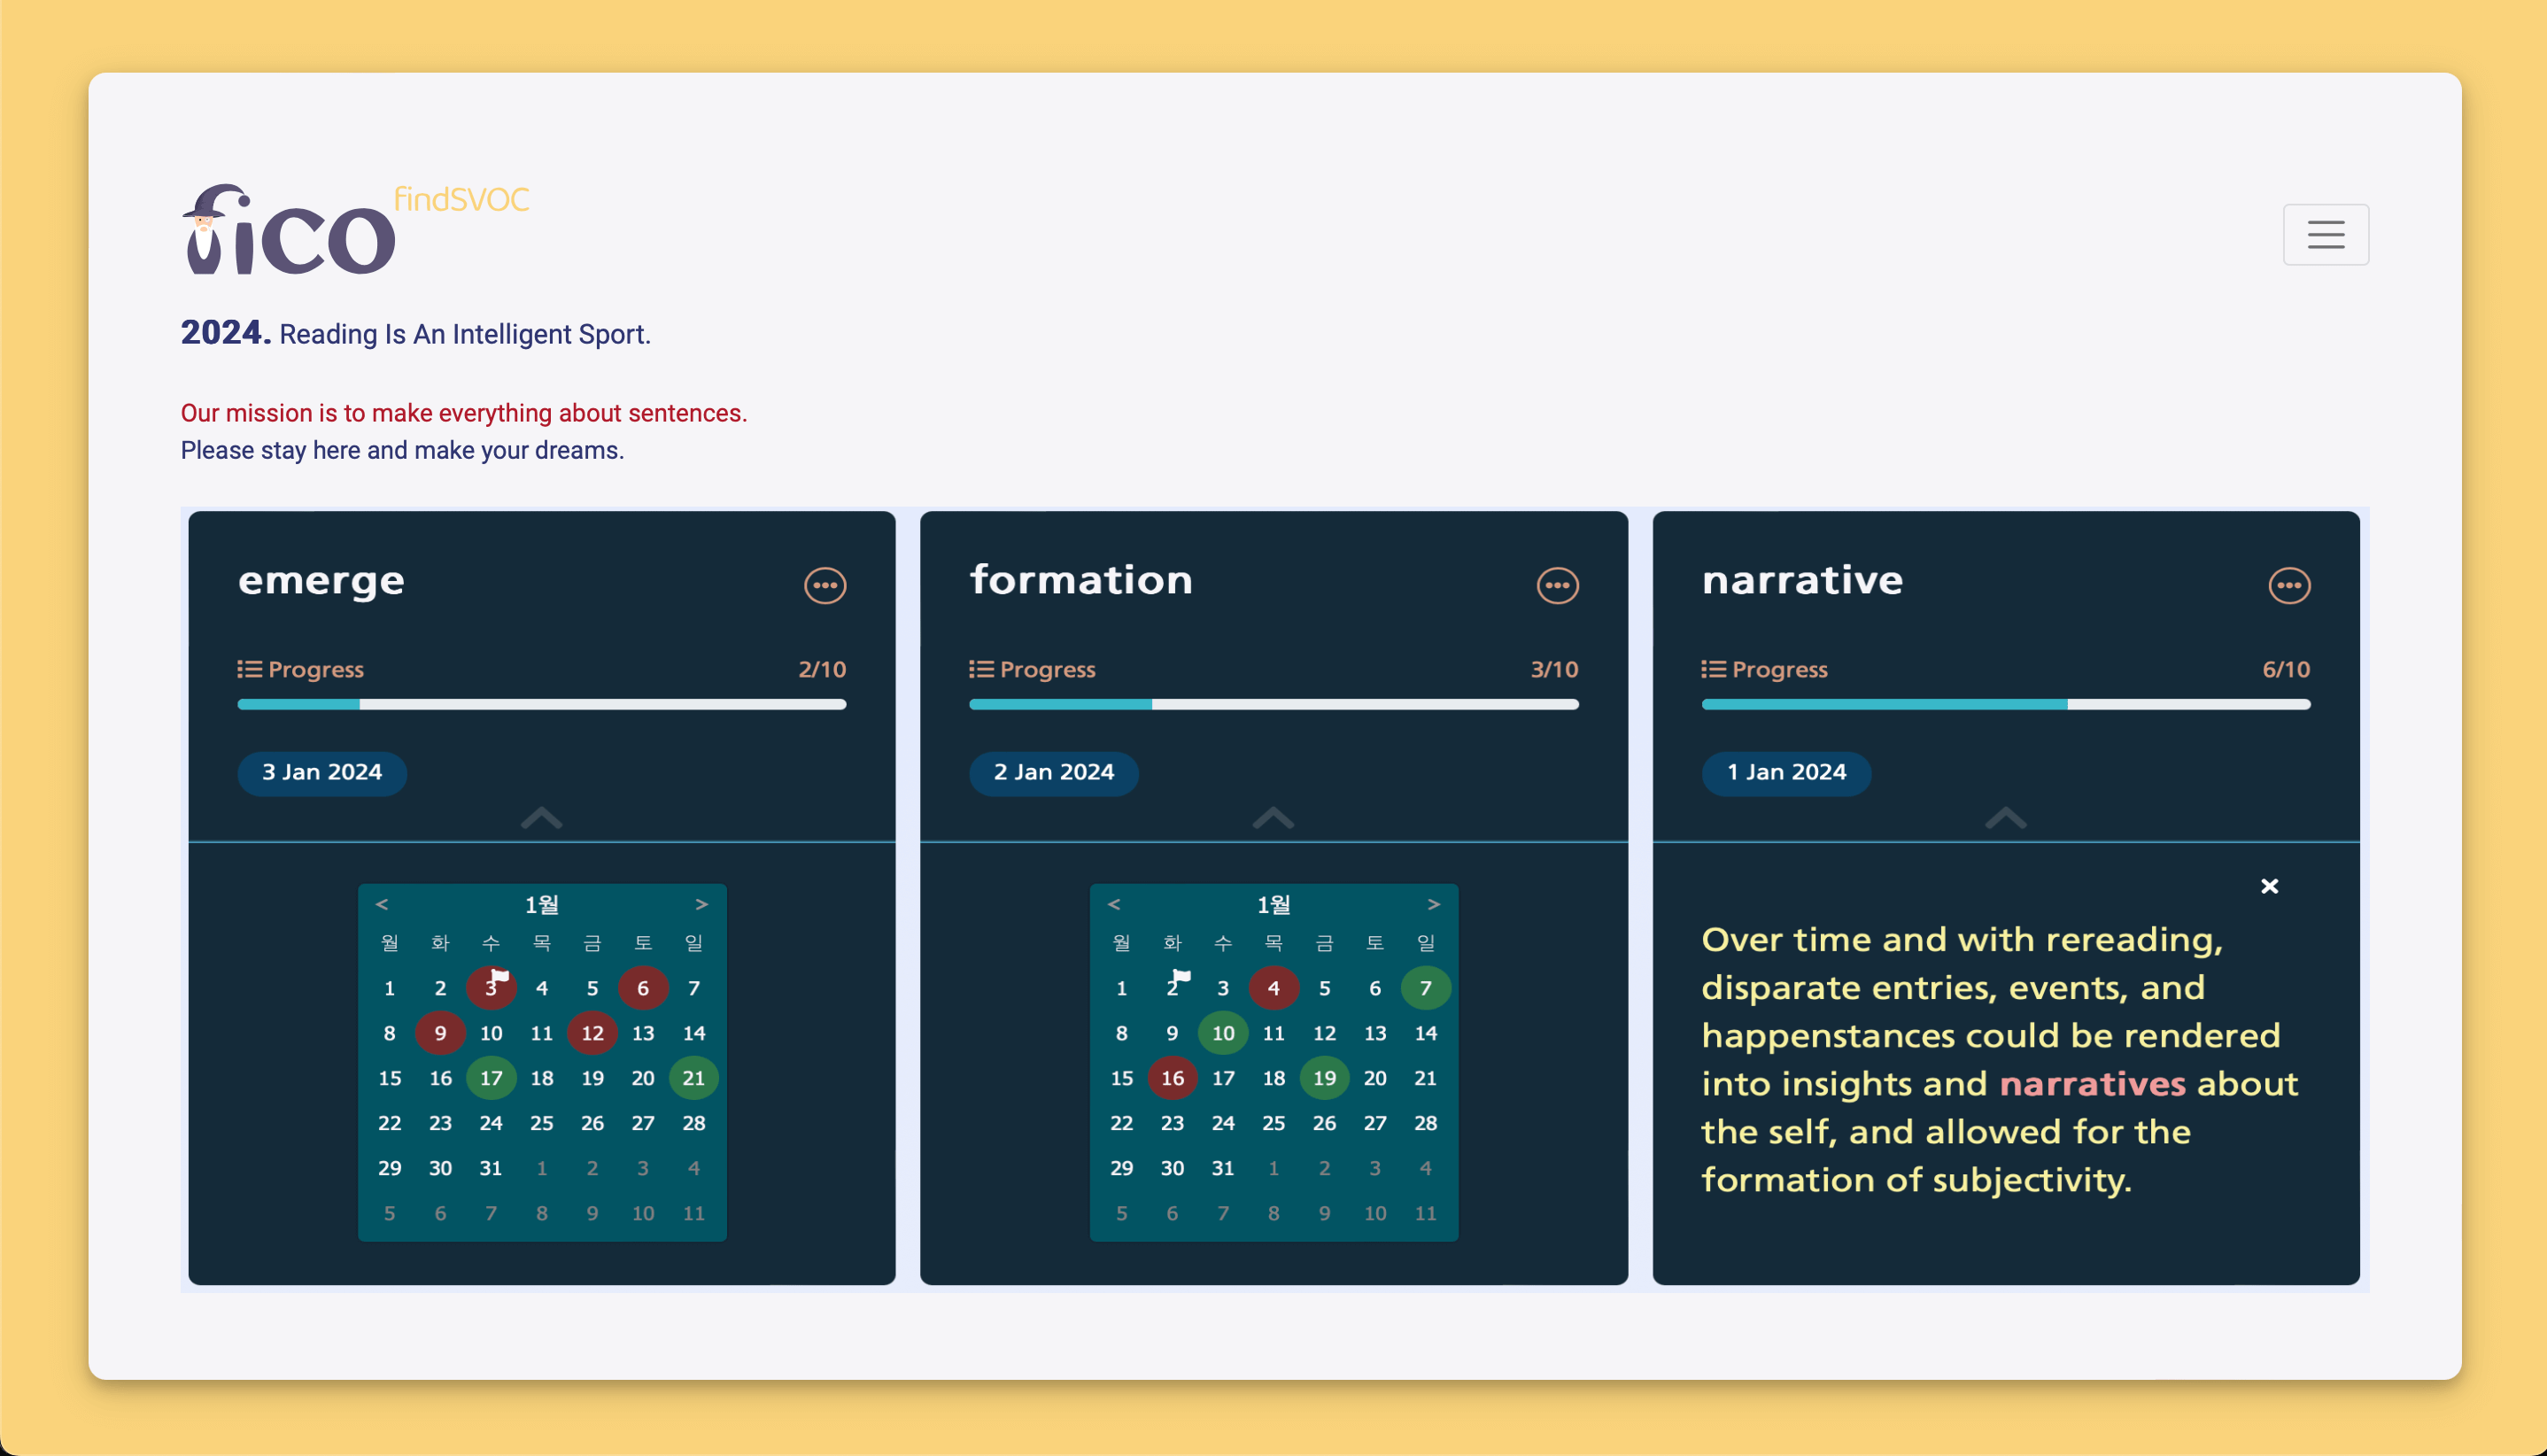 fico findSVOC
2024. Reading Is An Intelligent Sport.
Our mission is to make everything about sentences.
Please stay here and make your dreams.
emerge
Progress 2/10
3 Jan 2024
< 1월 >
월 화 수 목 금 토 일
1 2 3 4 5 6 7
8 9 10 11 12 13 14
15 16 17 18 19 20 21
22 23 24 25 26 27 28
29 30 31 1 2 3 4
5 6 7 8 9 10 11
formation
Progress 3/10
2 Jan 2024
< 1월 >
월 화 수 목 금 토 일
1 2 3 4 5 6 7
8 9 10 11 12 13 14
15 16 17 18 19 20 21
22 23 24 25 26 27 28
29 30 31 1 2 3 4
5 6 7 8 9 10 11
narrative
Progress 6/10
1 Jan 2024
Over time and with rereading,
disparate entries, events, and
happenstances could be rendered
into insights and narratives about
the self, and allowed for the
formation of subjectivity.